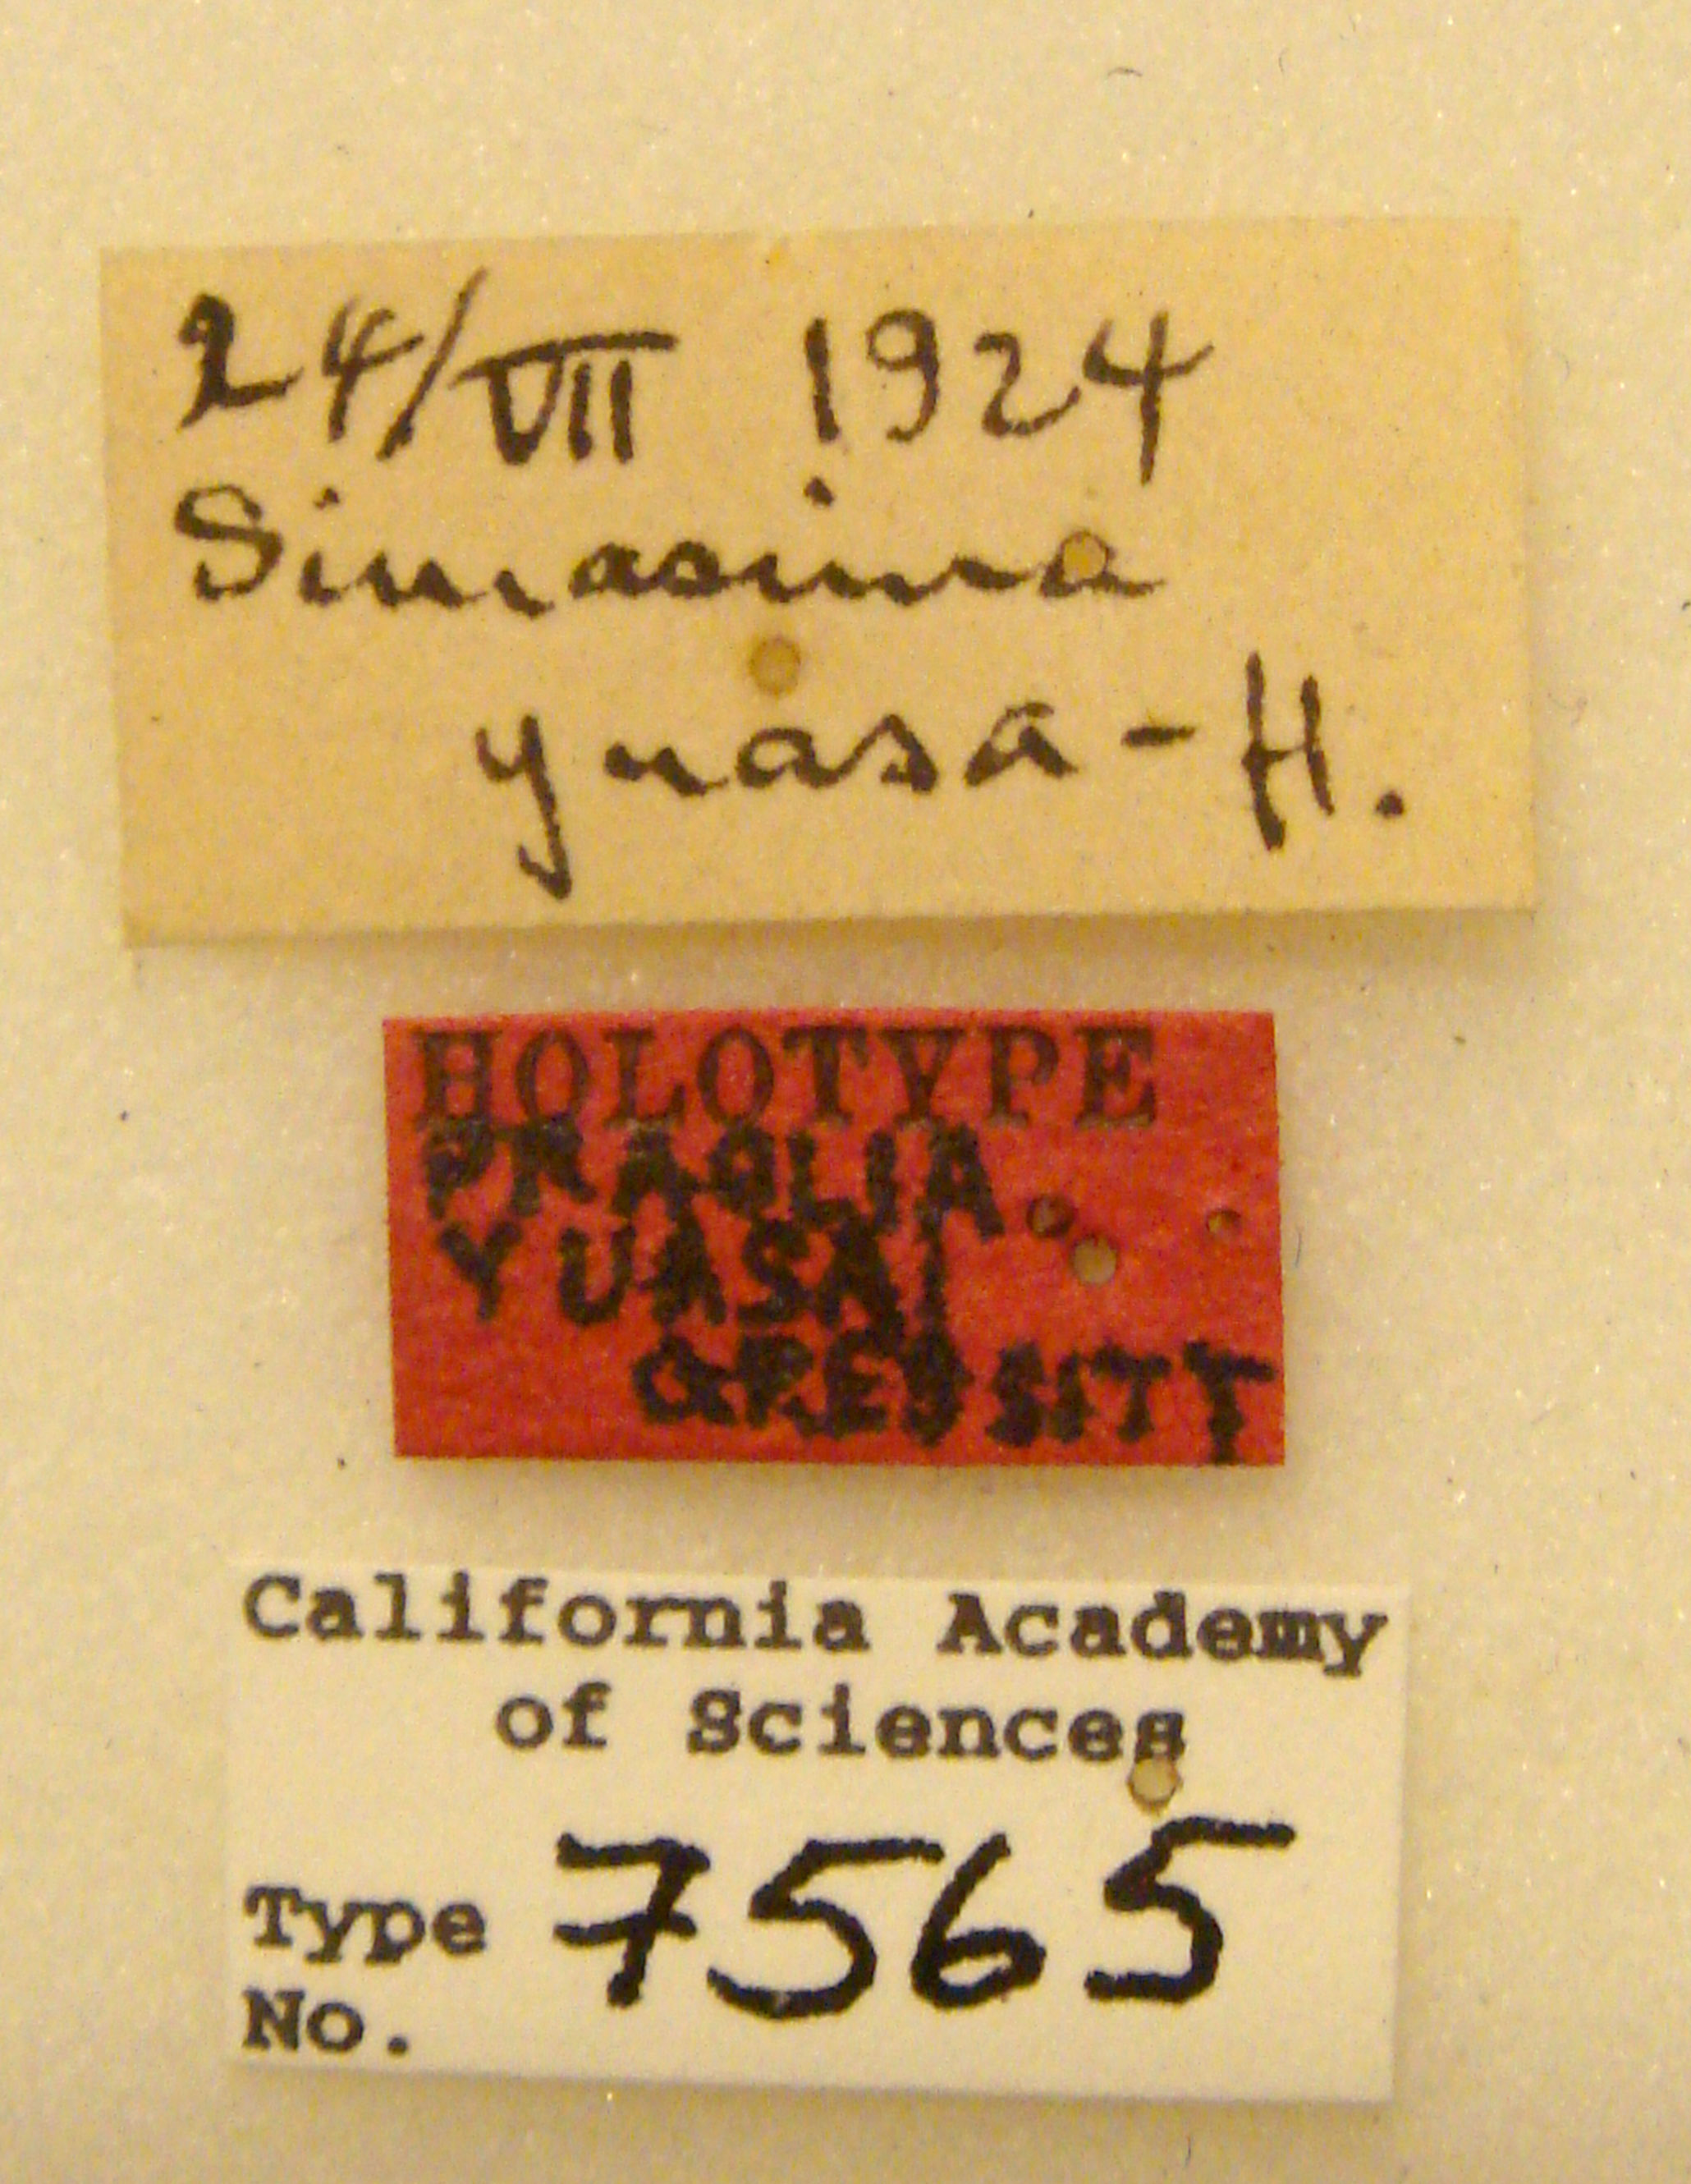 24/VII 1924
Simasima
yuasa-H.
HOLOTYPE
PRAOLIA
YUASAI
GRESSITT
California Academy
of Sciences
Type 7565
No.